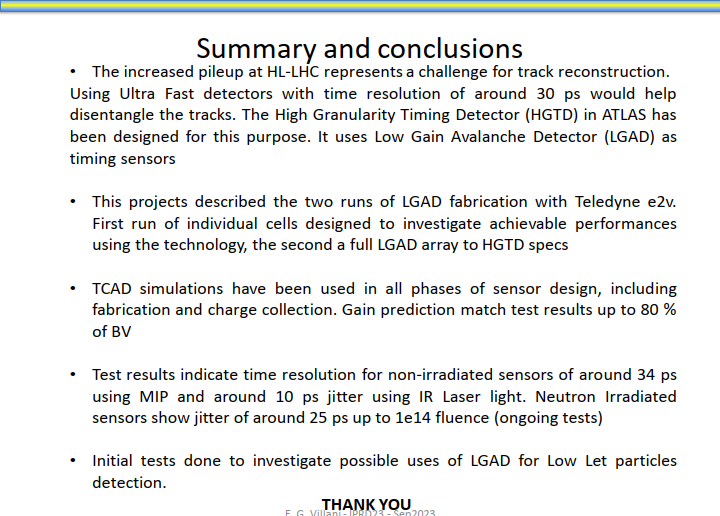 Summary and conclusions
• The increased pileup at HL-LHC represents a challenge for track reconstruction.
Using Ultra Fast detectors with time resolution of around 30 ps would help
disentangle the tracks. The High Granularity Timing Detector (HGTD) in ATLAS has
been designed for this purpose. It uses Low Gain Avalanche Detector (LGAD) as
timing sensors
• This projects described the two runs of LGAD fabrication with Teledyne e2v.
First run of individual cells designed to investigate achievable performances
using the technology, the second a full LGAD array to HGTD specs
• TCAD simulations have been used in all phases of sensor design, including
fabrication and charge collection. Gain prediction match test results up to 80 %
of BV
• Test results indicate time resolution for non-irradiated sensors of around 34 ps
using MIP and around 10 ps jitter using IR Laser light. Neutron Irradiated
sensors show jitter of around 25 ps up to 1e14 fluence (ongoing tests)
• Initial tests done to investigate possible uses of LGAD for Low Let particles
detection.
THANK YOU
E. G. Villani - IPRD23 - Sep2023